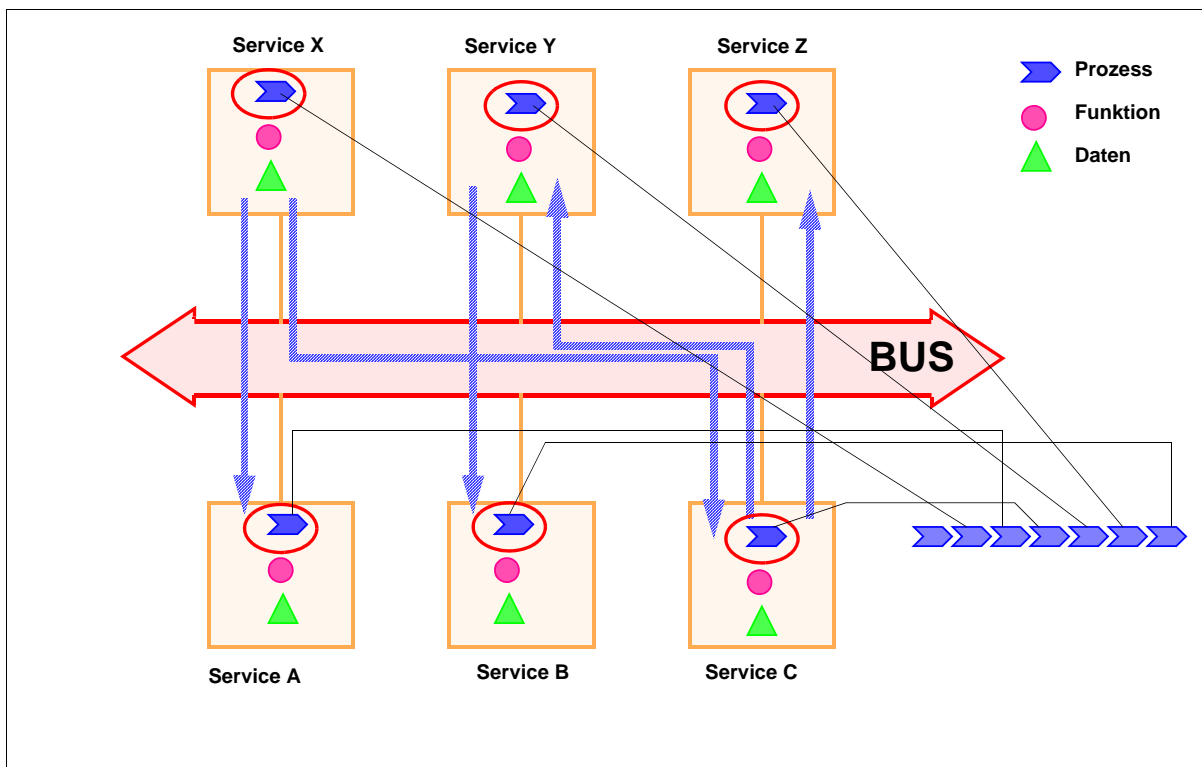 Service X
Service Y
Service Z
Prozess
Funktion
Daten
BUS
Service A
Service B
Service C